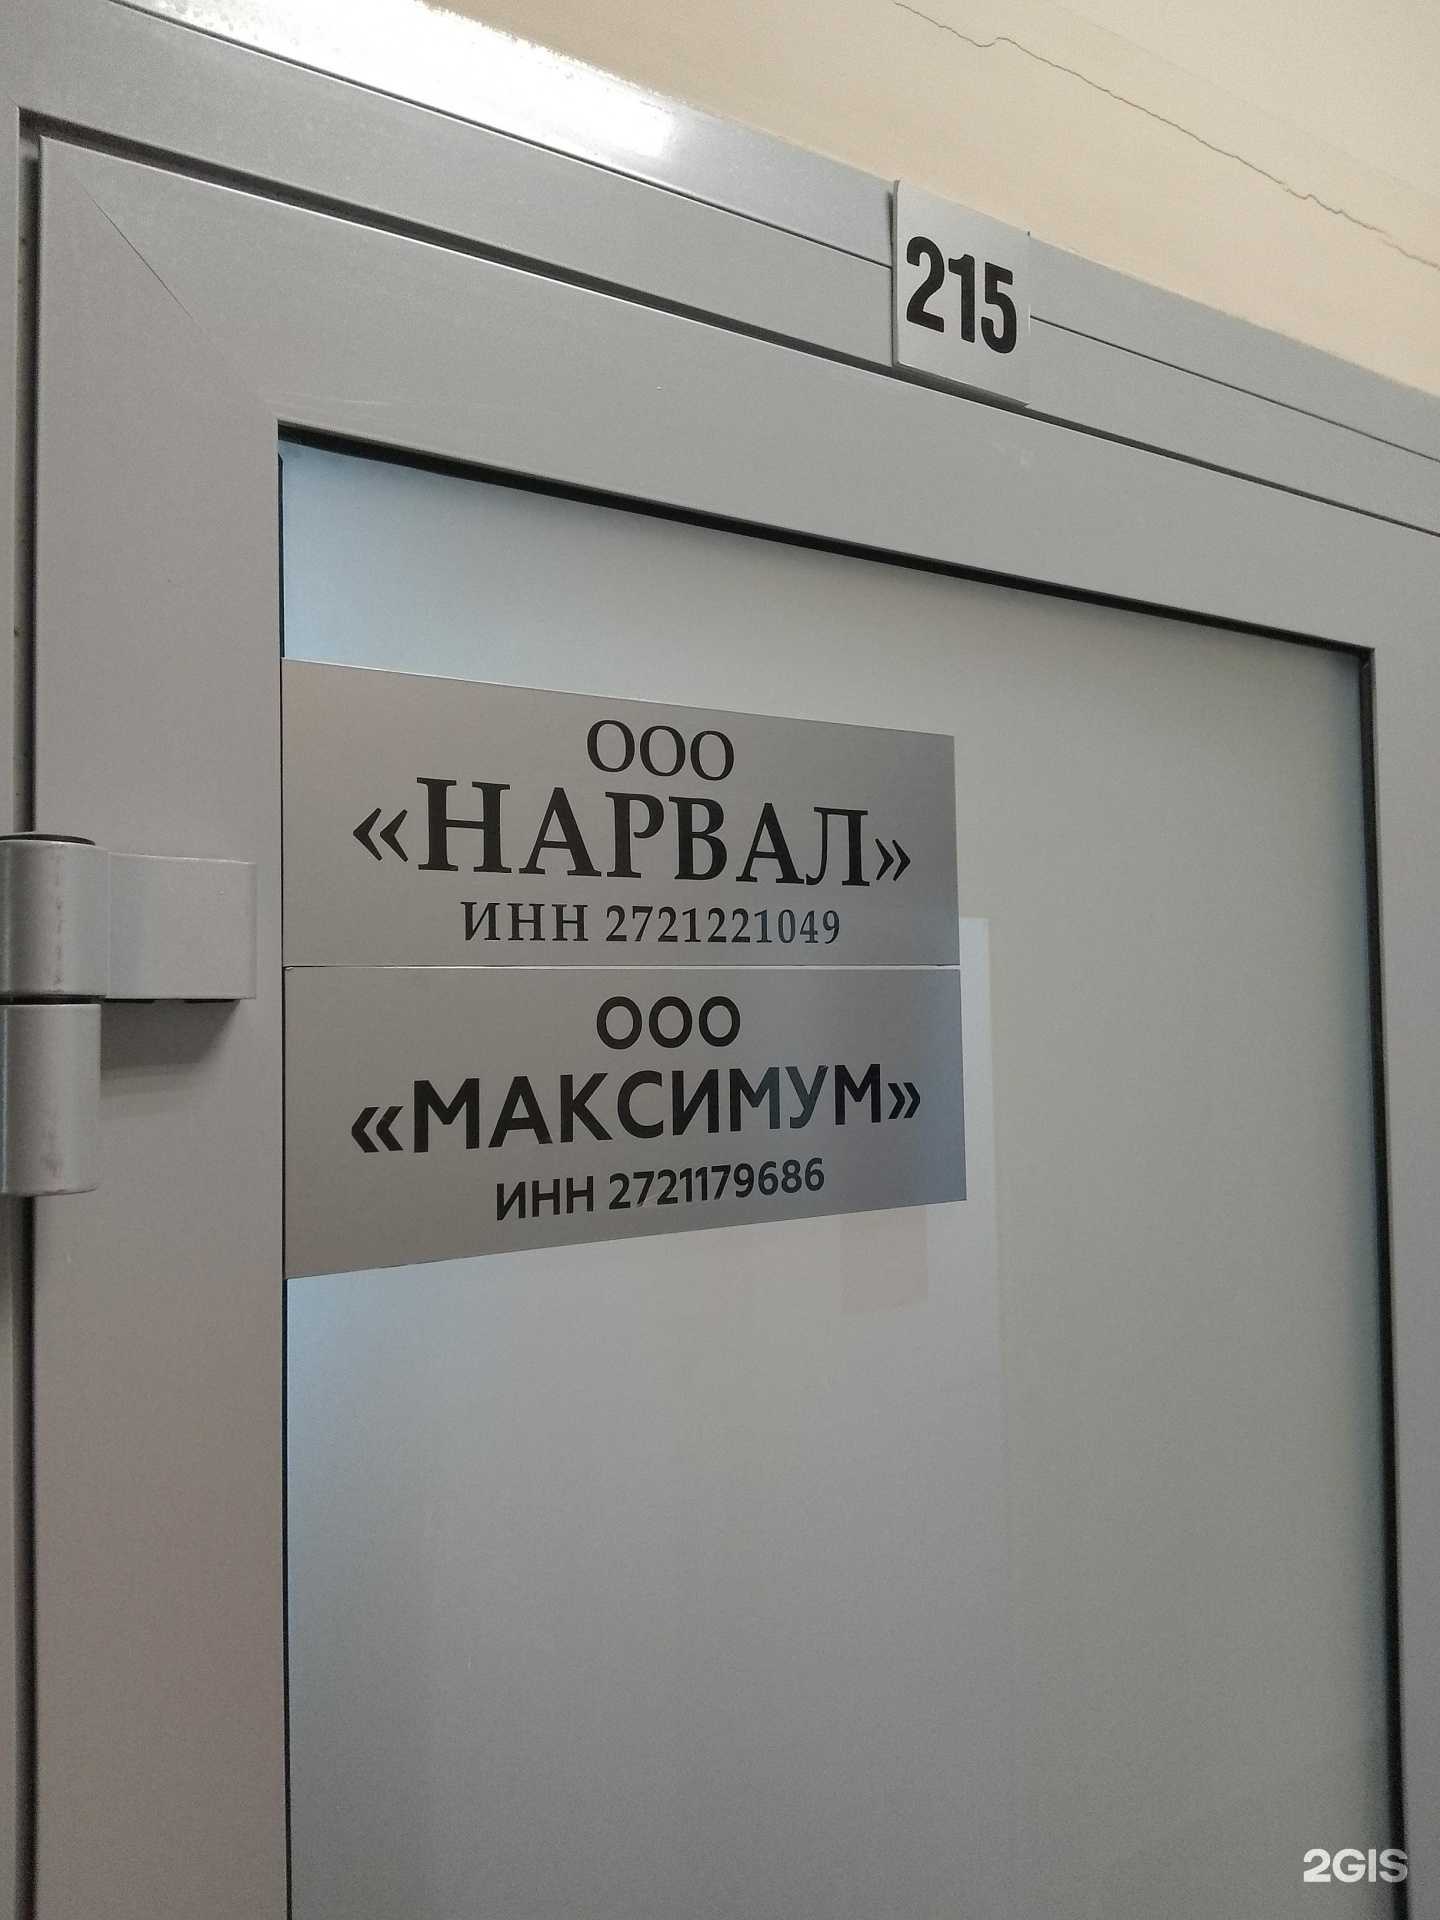 215
ООО
«НАРВАЛ»
ИНН 2721221049
ООО
«МАКСИМУМ»
ИНН 2721179686
2GIS